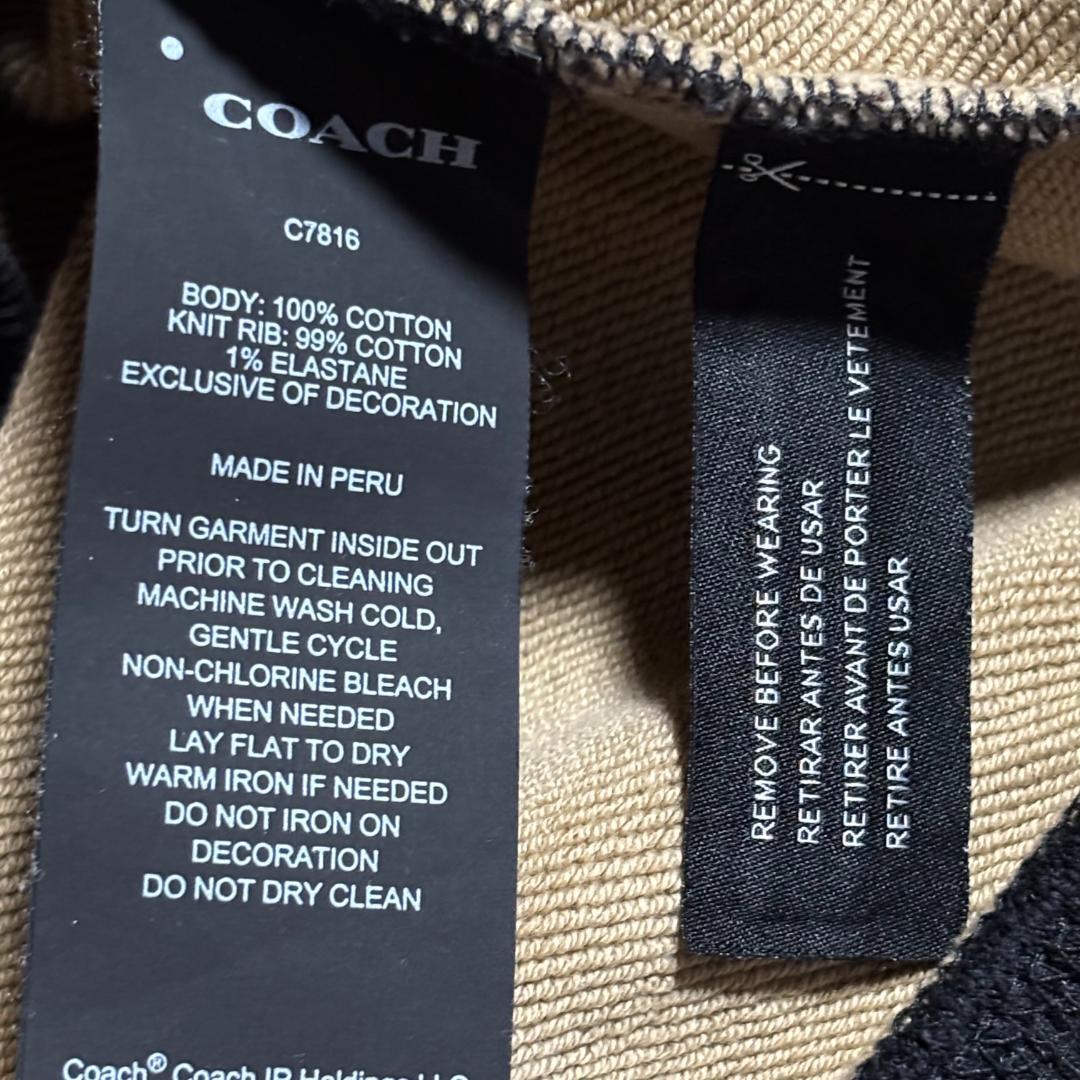 COACH
C7816
BODY: 100% COTTON
KNIT RIB: 99% COTTON
1% ELASTANE
EXCLUSIVE OF DECORATION
MADE IN PERU
TURN GARMENT INSIDE OUT
PRIOR TO CLEANING
MACHINE WASH COLD,
GENTLE CYCLE
NON-CHLORINE BLEACH
WHEN NEEDED
LAY FLAT TO DRY
WARM IRON IF NEEDED
DO NOT IRON ON
DECORATION
DO NOT DRY CLEAN
Coach® Coach IP Holdings LLC
REMOVE BEFORE WEARING
RETIRAR ANTES DE USAR
RETIRER AVANT DE PORTER LE VETEMENT
RETIRE ANTES USAR